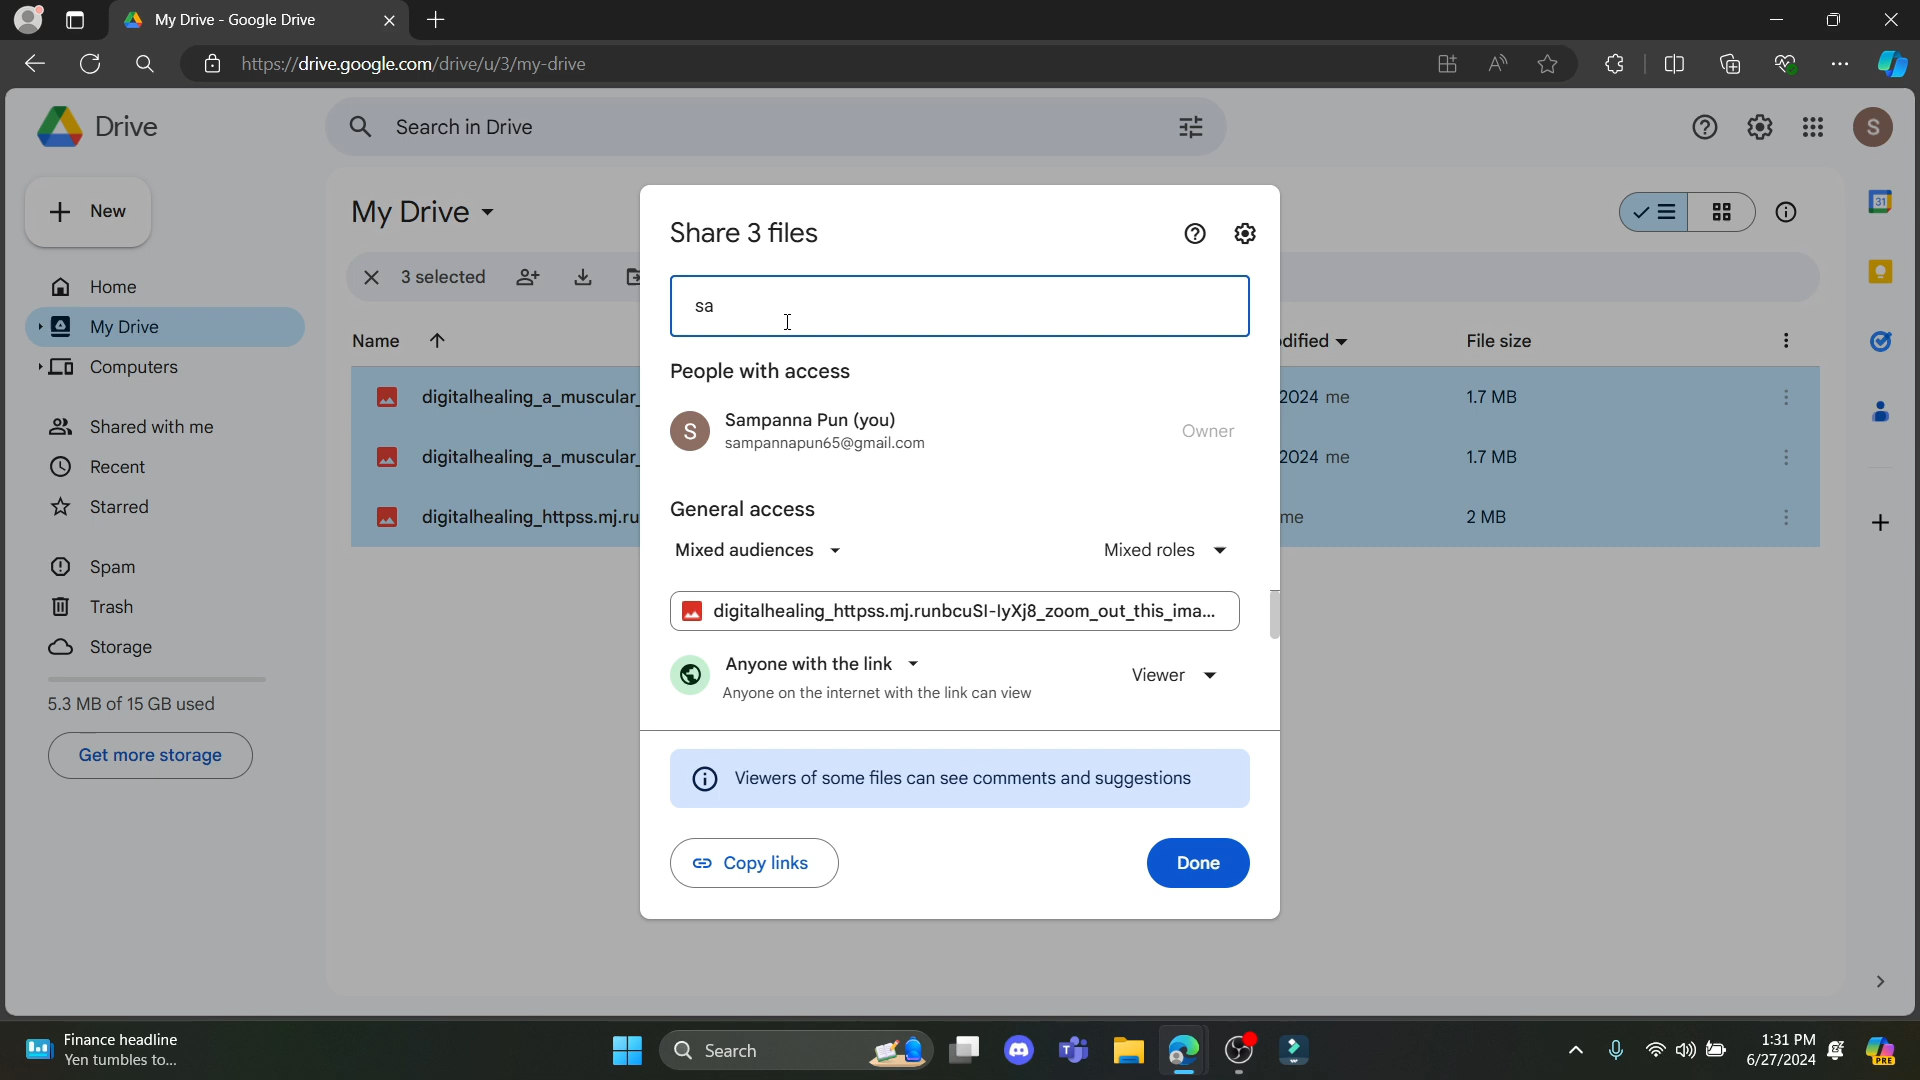 My Drive - Google Drive
https://drive.google.com/drive/u/3/my-drive
Drive
Search in Drive
S
New
My Drive
Share 3 files
31
3 selected
sa
Home
My Drive
Computers
Name
dified
File size
People with access
digitalhealing_a_muscular_
2024 me
1.7 MB
Sampanna Pun (you)
S
sampannapun65@gmail.com
Owner
Shared with me
Recent
Starred
digitalhealing_a_muscular_
2024 me
1.7 MB
General access
digitalhealing_httpss.mj.ru
me
2 MB
Mixed audiences
Mixed roles
Spam
Trash
Storage
digitalhealing_httpss.mj.runbcuSI-IyXj8_zoom_out_this_ima...
Anyone with the link
Anyone on the internet with the link can view
Viewer
5.3 MB of 15 GB used
Get more storage
Viewers of some files can see comments and suggestions
Copy links
Done
Finance headline
Yen tumbles to...
Search
1:31 PM
6/27/2024
PRE